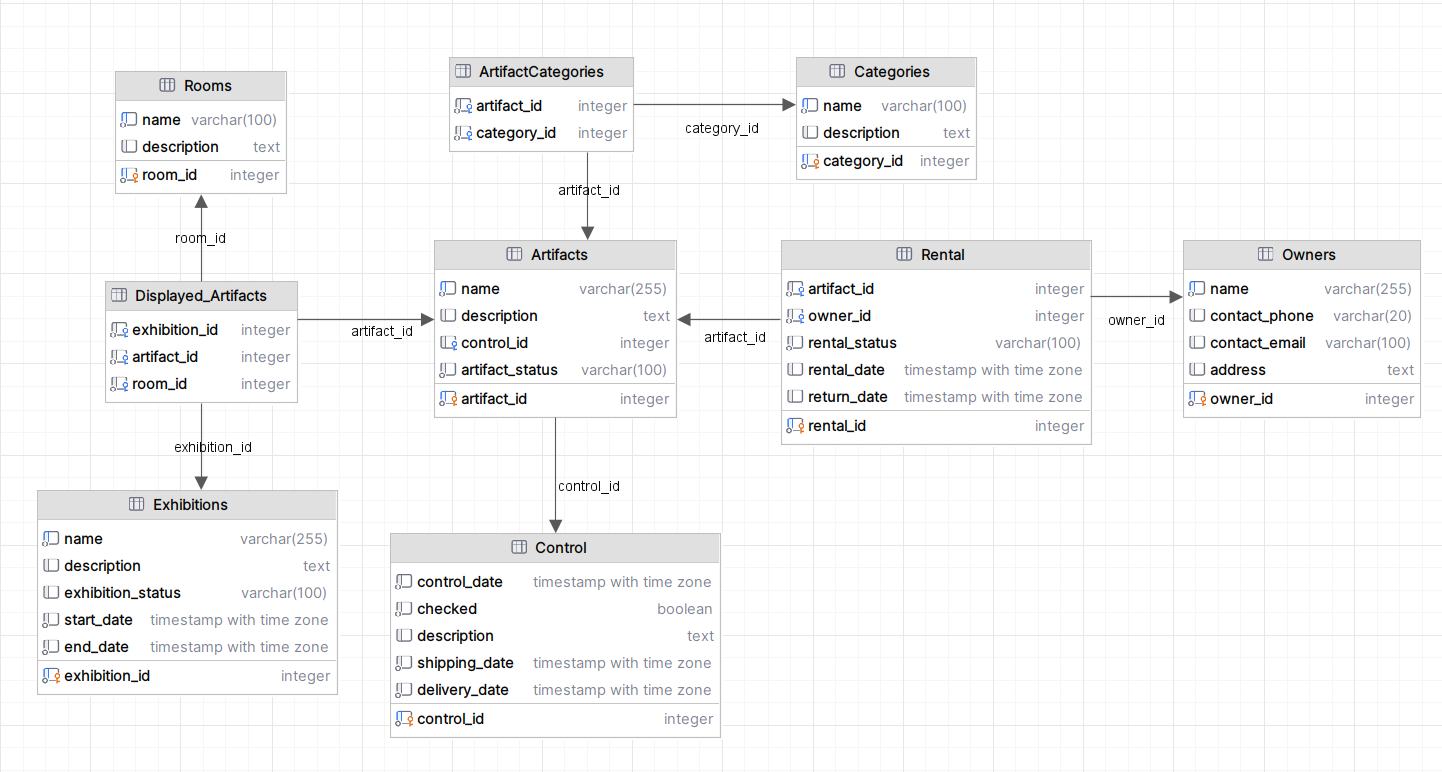 Rooms
name varchar(100)
description text
room_id integer
ArtifactCategories
artifact_id integer
category_id integer
Categories
name varchar(100)
description text
category_id integer
category_id
artifact_id
room_id
Displayed_Artifacts
exhibition_id integer
artifact_id integer
room_id integer
artifact_id
Artifacts
name varchar(255)
description text
control_id integer
artifact_status varchar(100)
artifact_id integer
artifact_id
Rental
artifact_id integer
owner_id integer
rental_status varchar(100)
rental_date timestamp with time zone
return_date timestamp with time zone
rental_id integer
owner_id
Owners
name varchar(255)
contact_phone varchar(20)
contact_email varchar(100)
address text
owner_id integer
exhibition_id
control_id
Exhibitions
name varchar(255)
description text
exhibition_status varchar(100)
start_date timestamp with time zone
end_date timestamp with time zone
exhibition_id integer
Control
control_date timestamp with time zone
checked boolean
description text
shipping_date timestamp with time zone
delivery_date timestamp with time zone
control_id integer